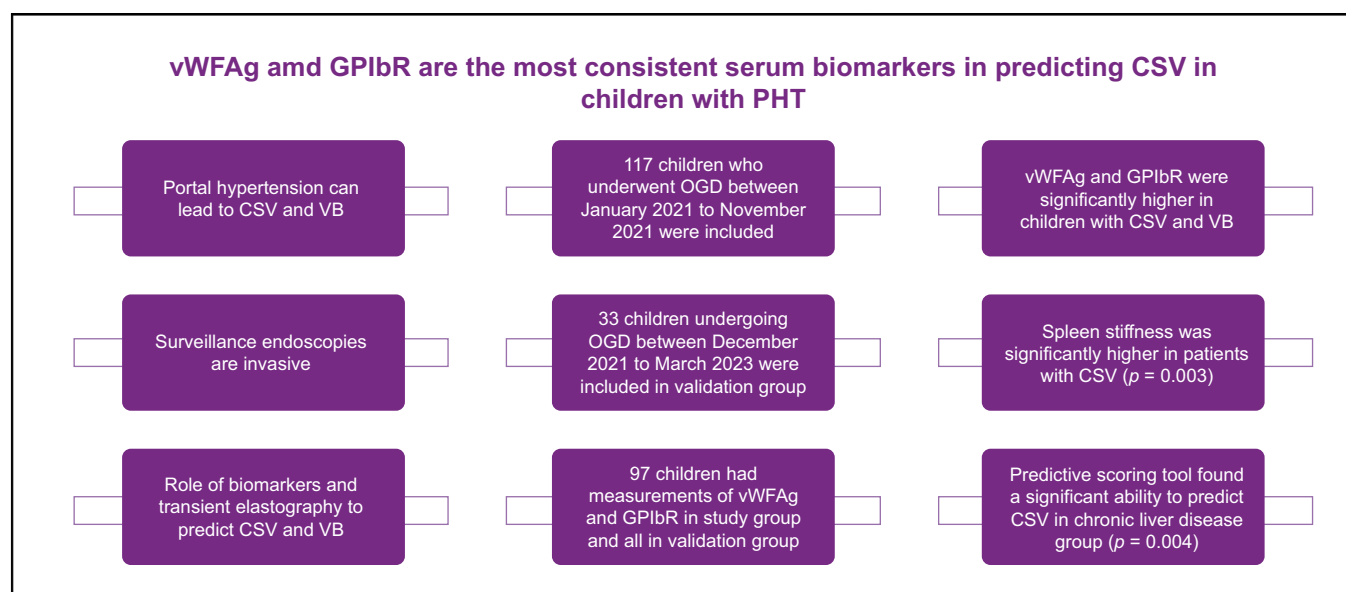 vWFAg amd GPIbR are the most consistent serum biomarkers in predicting CSV in
children with PHT
Portal hypertension can
lead to CSV and VB
117 children who
underwent OGD between
January 2021 to November
2021 were included
vWFAg and GPIbR were
significantly higher in
children with CSV and VB
Surveillance endoscopies
are invasive
33 children undergoing
OGD between December
2021 to March 2023 were
included in validation group
Spleen stiffness was
significantly higher in patients
with CSV (p = 0.003)
Role of biomarkers and
transient elastography to
predict CSV and VB
97 children had
measurements of vWFAg
and GPIbR in study group
and all in validation group
Predictive scoring tool found
a significant ability to predict
CSV in chronic liver disease
group (p = 0.004)